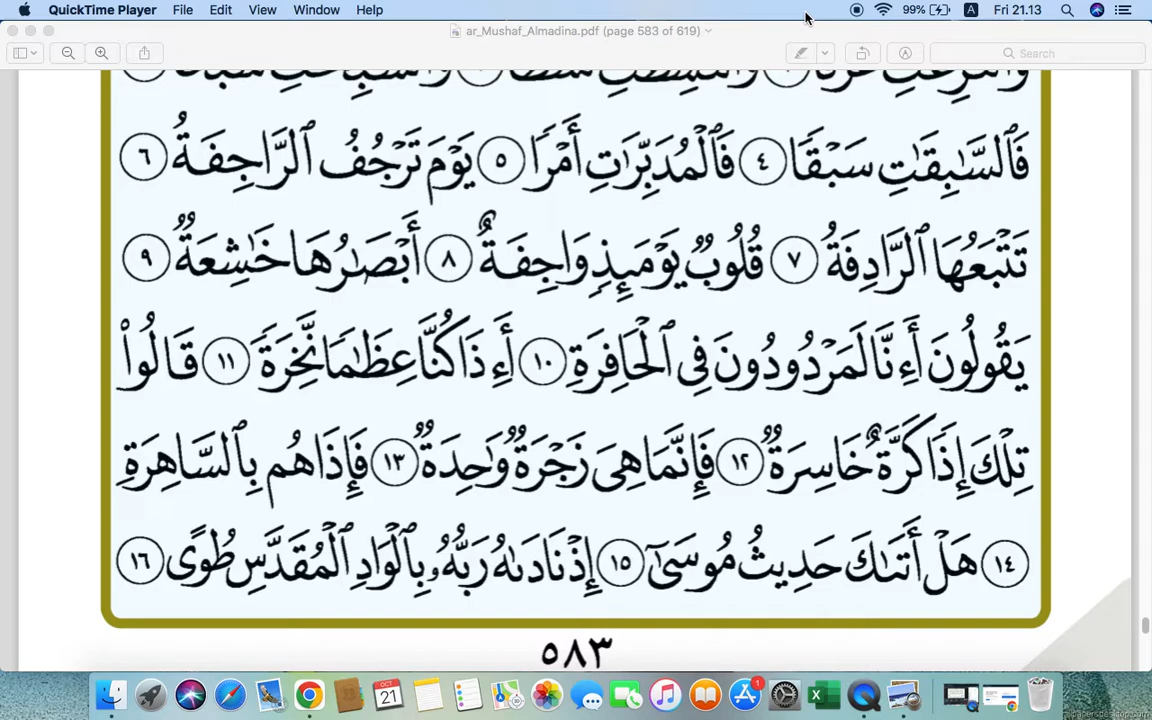 QuickTime Player File Edit View Window Help 99% A Fri 21.13
ar_Mushaf_Almadina.pdf (page 583 of 619)
Search
فَٱلسَّٰبِقَٰتِ سَبْقًا ٤ فَٱلْمُدَبِّرَٰتِ أَمْرًا ٥ يَوْمَ تَرْجُفُ ٱلرَّاجِفَةُ ٦
تَتْبَعُهَا ٱلرَّادِفَةُ ٧ قُلُوبٌ يَوْمَئِذٍ وَاجِفَةٌ ٨ أَبْصَٰرُهَا خَٰشِعَةٌ ٩
يَقُولُونَ أَءِنَّا لَمَرْدُودُونَ فِى ٱلْحَافِرَةِ ١٠ أَءِذَا كُنَّا عِظَٰمًا نَّخِرَةً ١١ قَالُوا۟
تِلْكَ إِذًا كَرَّةٌ خَاسِرَةٌ ١٢ فَإِنَّمَا هِىَ زَجْرَةٌ وَٰحِدَةٌ ١٣ فَإِذَا هُم بِٱلسَّاهِرَةِ
١٤ هَلْ أَتَىٰكَ حَدِيثُ مُوسَىٰٓ ١٥ إِذْ نَادَىٰهُ رَبُّهُۥ بِٱلْوَادِ ٱلْمُقَدَّسِ طُوًى ١٦
٥٨٣
OCT
21
1